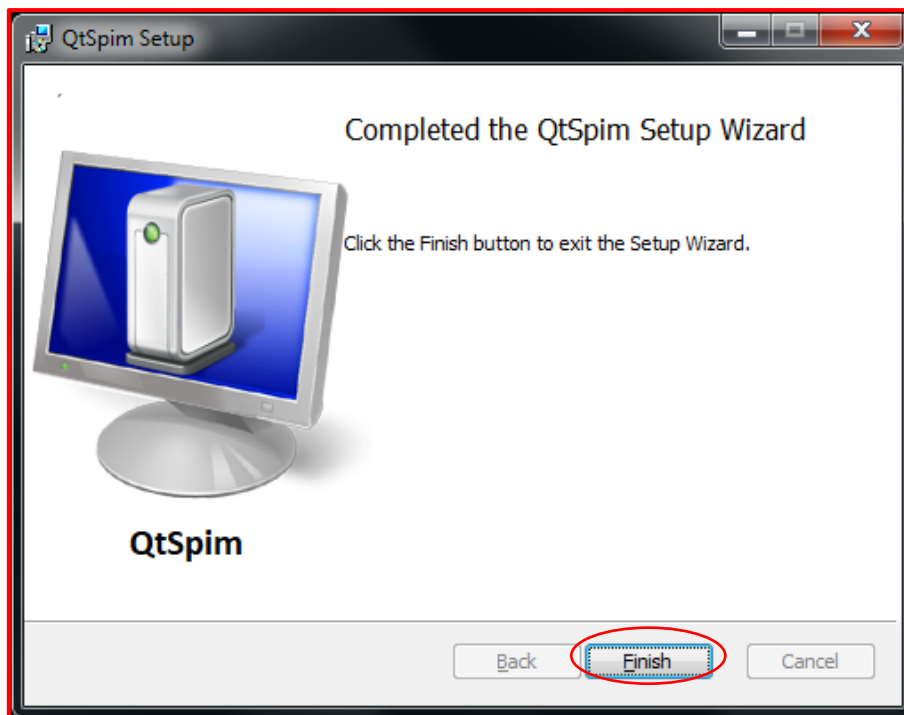 QtSpim Setup
Completed the QtSpim Setup Wizard
Click the Finish button to exit the Setup Wizard.
QtSpim
Back Finish Cancel